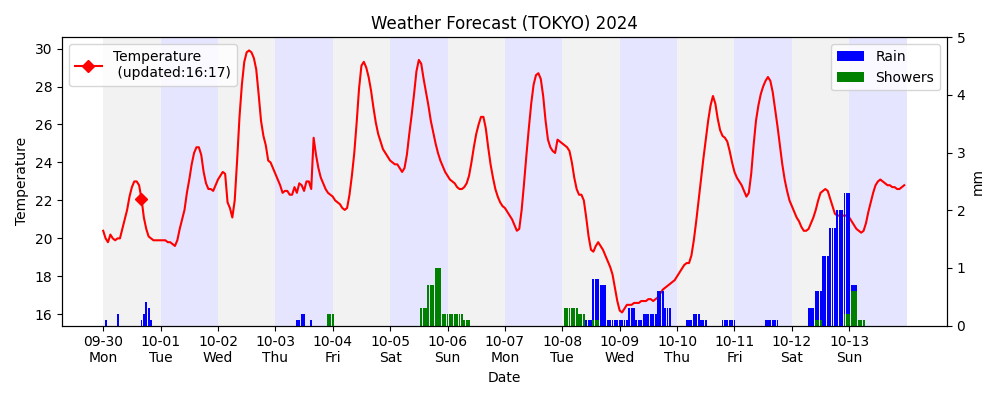 Weather Forecast (TOKYO) 2024
Temperature
(updated:16:17)
Rain
Showers
30
28
26
24
22
20
18
16
Temperature
5
4
3
2
1
0
mm
09-30 10-01 10-02 10-03 10-04 10-05 10-06 10-07 10-08 10-09 10-10 10-11 10-12 10-13
Mon Tue Wed Thu Fri Sat Sun Mon Tue Wed Thu Fri Sat Sun
Date